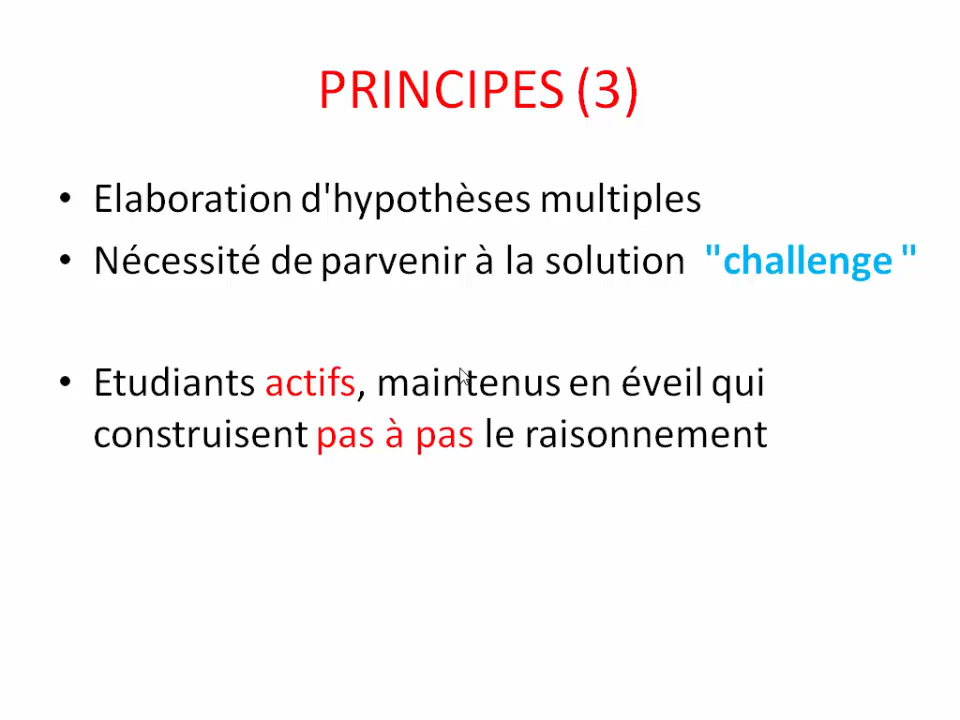 PRINCIPES (3)
• Elaboration d'hypothèses multiples
• Nécessité de parvenir à la solution "challenge "
• Etudiants actifs, maintenus en éveil qui
construisent pas à pas le raisonnement